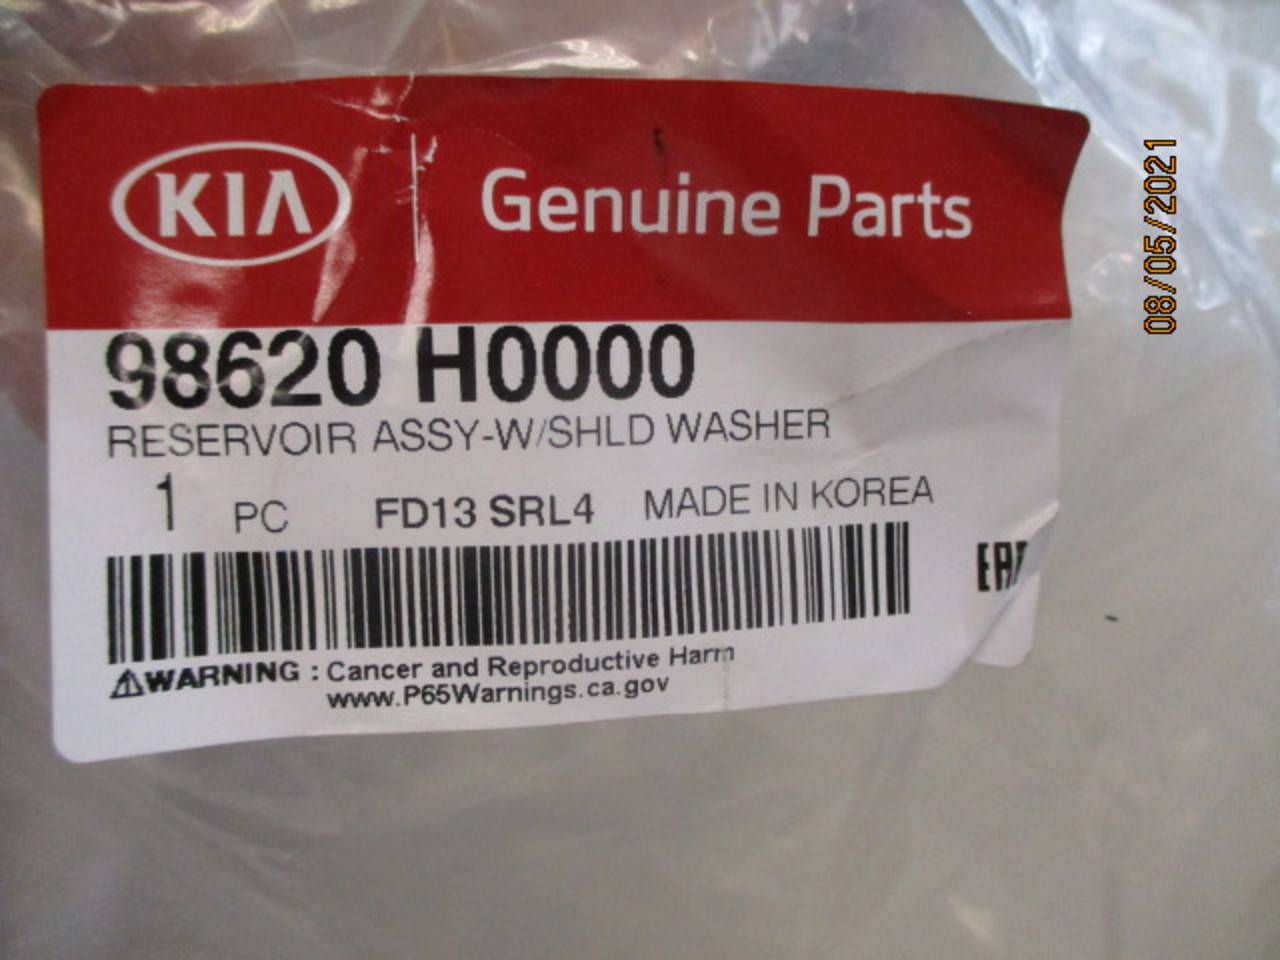 KIA Genuine Parts
98620 H0000
RESERVOIR ASSY-W/SHLD WASHER
1 PC FD13 SRL4 MADE IN KOREA
EAC
WARNING : Cancer and Reproductive Harm
www.P65Warnings.ca.gov
08/05/2021